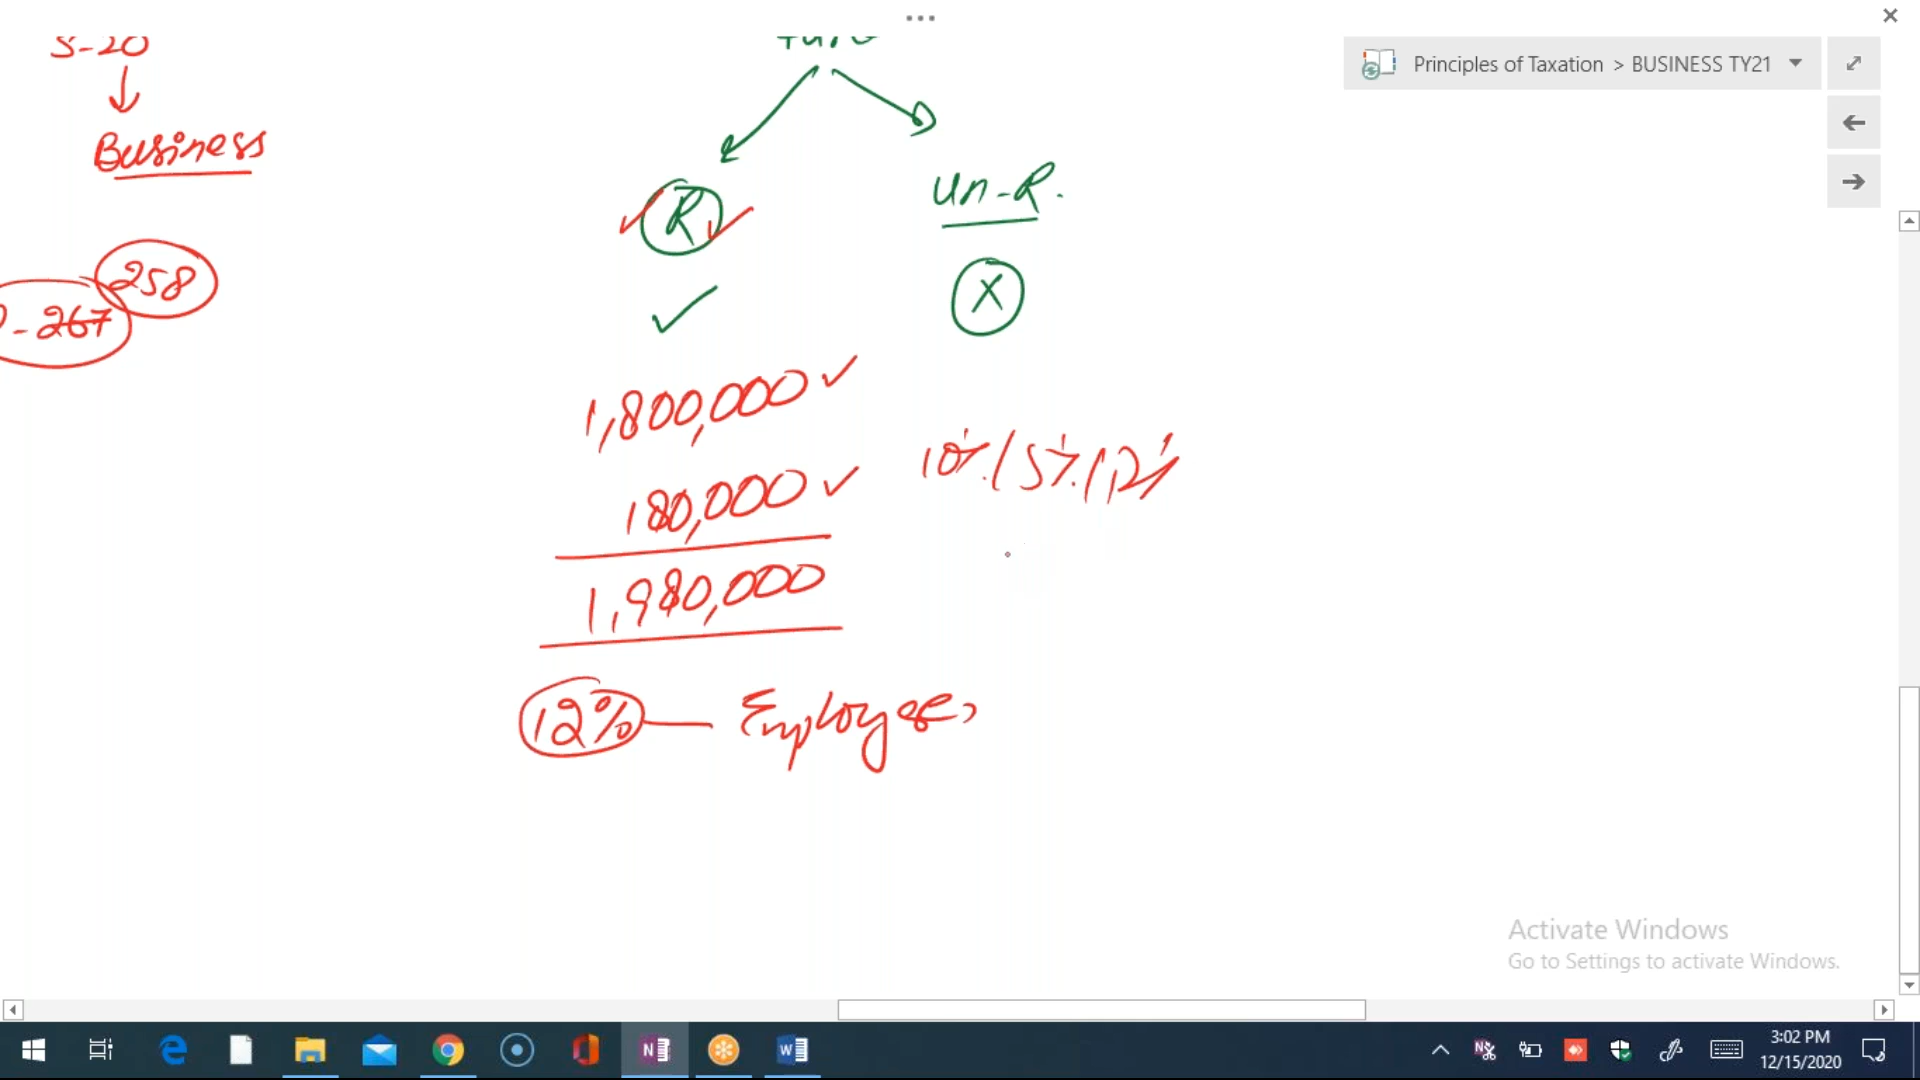 Principles of Taxation > BUSINESS TY21
S-20
Business
R
un-R.
258
- 267
X
1,800,000
180,000
10% / 5% / 12%
1,980,000
12% — Employees
Activate Windows
Go to Settings to activate Windows.
3:02 PM
12/15/2020